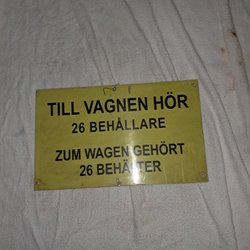 TILL VAGNEN HÖR
26 BEHÅLLARE
ZUM WAGEN GEHÖRT
26 BEHÄLTER